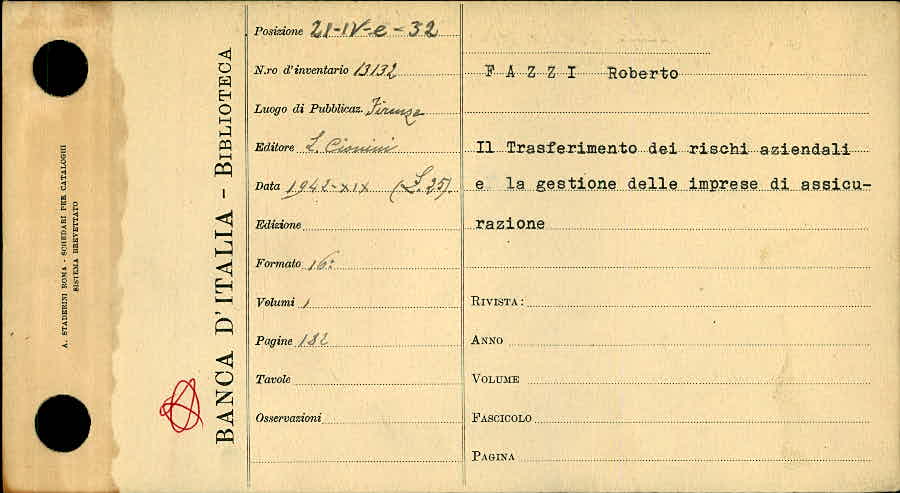 A. STADERINI ROMA - SCHEDARI PER CATALOGHI
SISTEMA BREVETTATO
BANCA D'ITALIA - BIBLIOTECA
Posizione 21-IV-e-32
N.ro d'inventario 13132
Luogo di Pubblicaz. Firenze
Editore L. Cionini
Data 1942-XIX (L. 25)
Edizione
Formato 16:
Volumi 1
Pagine 182
Tavole
Osservazioni
FAZZI Roberto
Il Trasferimento dei rischi aziendali
e la gestione delle imprese di assicu-
razione
RIVISTA:
ANNO
VOLUME
FASCICOLO
PAGINA